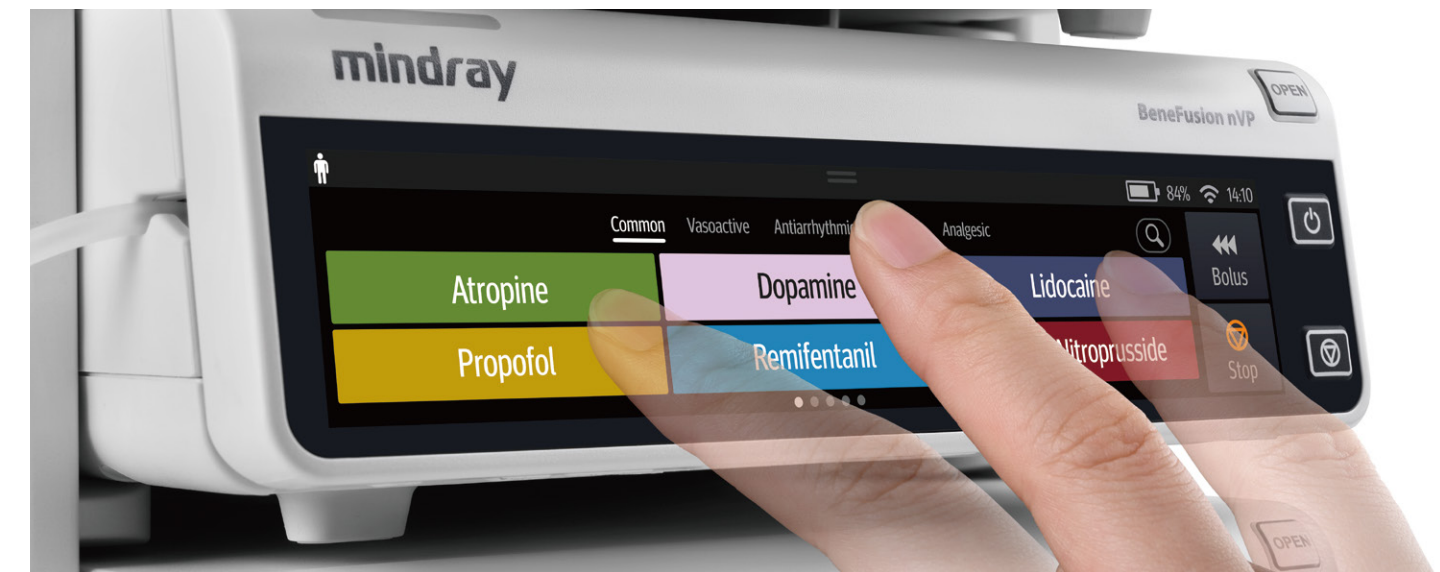 mindray
OPEN
BeneFusion nVP
84% 14:10
Common Vasoactive Antiarrhythmic Analgesic
Bolus
Atropine Dopamine Lidocaine
Propofol Remifentanil Nitroprusside
Stop
OPEN